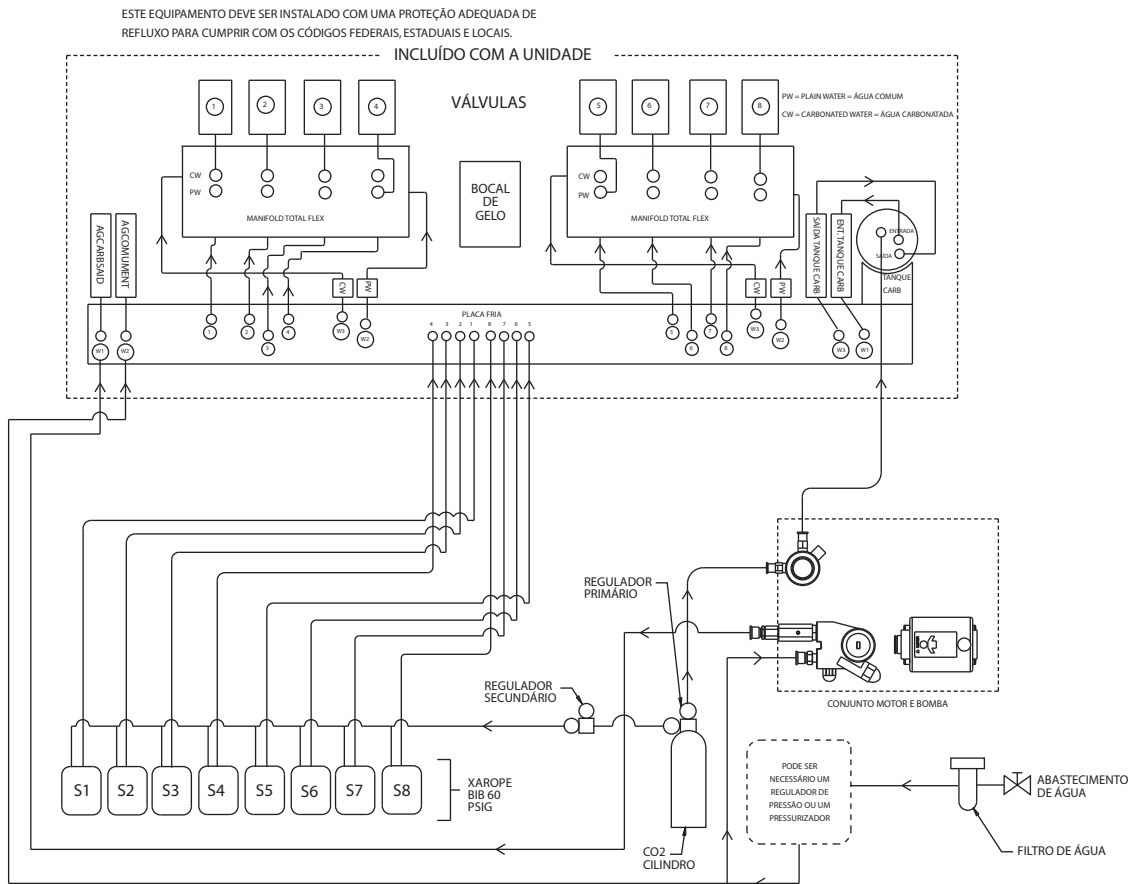 ESTE EQUIPAMENTO DEVE SER INSTALADO COM UMA PROTEÇÃO ADEQUADA DE
REFLUXO PARA CUMPRIR COM OS CÓDIGOS FEDERAIS, ESTADUAIS E LOCAIS.
INCLUÍDO COM A UNIDADE
1
2
3
4
VÁLVULAS
5
6
7
8
PW = PLAIN WATER = ÁGUA COMUM
CW = CARBONATED WATER = ÁGUA CARBONATADA
CW
PW
MANIFOLD TOTAL FLEX
BOCAL
DE
GELO
CW
PW
MANIFOLD TOTAL FLEX
AGCARBSAID
AGCOMUMENT
SAÍDA TANQUE CARB
ENT. TANQUE CARB
ENTRADA
SAÍDA
TANQUE
CARB
CW
PW
CW
PW
W1
W2
1
2
3
4
W3
W2
PLACA FRIA
4 3 2 1 8 7 6 5
5
6
7
8
W3
W2
W3
W1
REGULADOR
PRIMÁRIO
REGULADOR
SECUNDÁRIO
CONJUNTO MOTOR E BOMBA
S1
S2
S3
S4
S5
S6
S7
S8
XAROPE
BIB 60
PSIG
CO2
CILINDRO
PODE SER
NECESSÁRIO UM
REGULADOR DE
PRESSÃO OU UM
PRESSURIZADOR
ABASTECIMENTO
DE ÁGUA
FILTRO DE ÁGUA